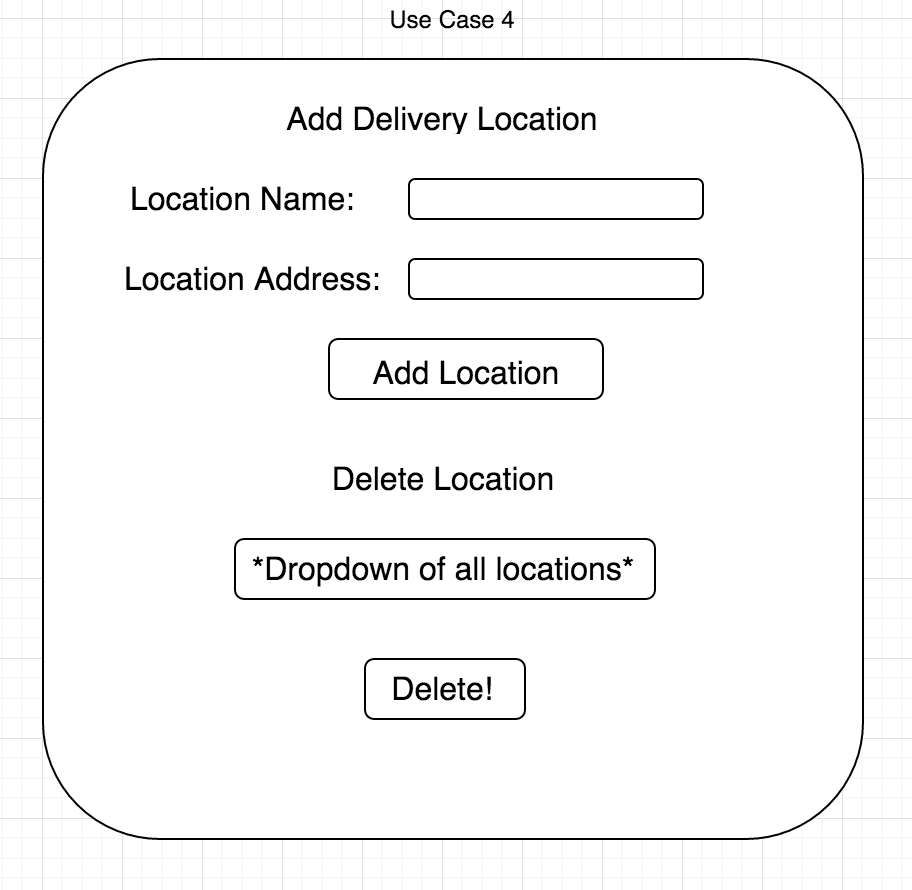 Use Case 4
Add Delivery Location
Location Name:
Location Address:
Add Location
Delete Location
*Dropdown of all locations*
Delete!